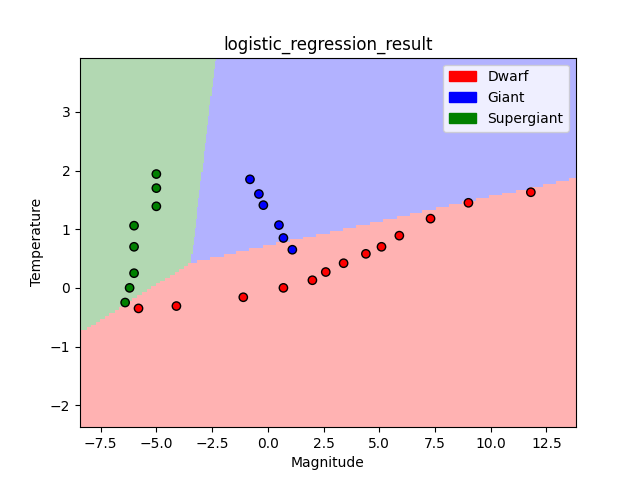 logistic_regression_result
Dwarf
Giant
Supergiant
Temperature
3
2
1
0
−1
−2
−7.5 −5.0 −2.5 0.0 2.5 5.0 7.5 10.0 12.5
Magnitude